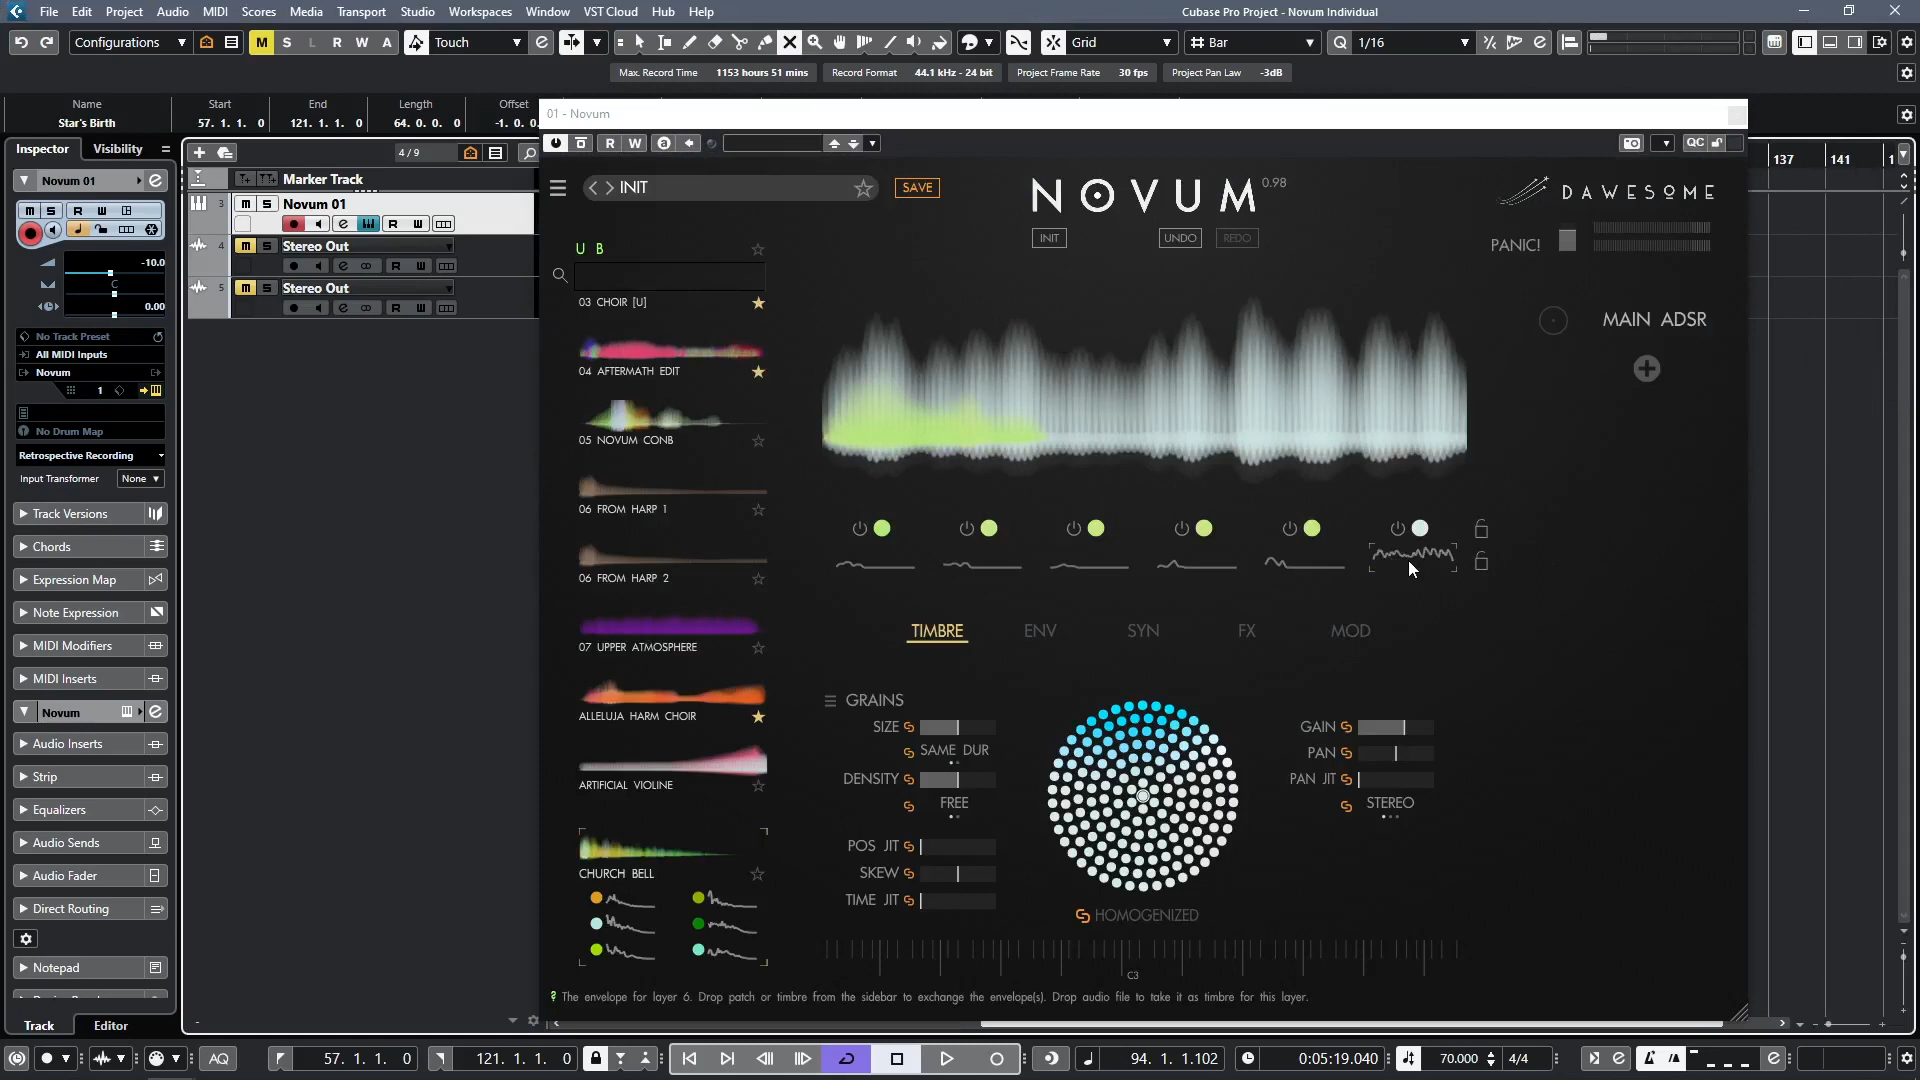 File Edit Project Audio MIDI Scores Media Transport Studio Workspaces Window VST Cloud Hub Help
Cubase Pro Project - Novum Individual
Configurations M S L R W A Touch Grid Bar Q 1/16
Max. Record Time 1153 hours 51 mins Record Format 44.1 kHz - 24 bit Project Frame Rate 30 fps Project Pan Law -3dB
Name Start End Length Offset
Star's Birth 57. 1. 1. 0 121. 1. 1. 0 64. 0. 0. 0 -1. 0. 0.
01 - Novum
Inspector Visibility
R W QC
4/9
137 141
Novum 01
Marker Track
M S R W
M S Novum 01
R W
M S Stereo Out
R W
M S Stereo Out
R W
-10.0
C
0.00
No Track Preset
All MIDI Inputs
Novum
1
No Drum Map
Retrospective Recording
Input Transformer None
Track Versions
Chords
Expression Map
Note Expression
MIDI Modifiers
MIDI Inserts
Novum
Audio Inserts
Strip
Equalizers
Audio Sends
Audio Fader
Direct Routing
Notepad
Track Editor
INIT SAVE
NOVUM 0.98
INIT UNDO REDO
DAWESOME
PANIC!
U B
03 CHOIR [U]
04 AFTERMATH EDIT
05 NOVUM CONB
06 FROM HARP 1
06 FROM HARP 2
07 UPPER ATMOSPHERE
ALLELUJA HARM CHOIR
ARTIFICIAL VIOLINE
CHURCH BELL
MAIN ADSR
TIMBRE ENV SYN FX MOD
GRAINS
SIZE
SAME DUR
DENSITY
FREE
POS JIT
SKEW
TIME JIT
HOMOGENIZED
GAIN
PAN
PAN JIT
STEREO
C3
The envelope for layer 6. Drop patch or timbre from the sidebar to exchange the envelope(s). Drop audio file to take it as timbre for this layer.
AQ 57. 1. 1. 0 121. 1. 1. 0 94. 1. 1.102 0:05:19.040 70.000 4/4